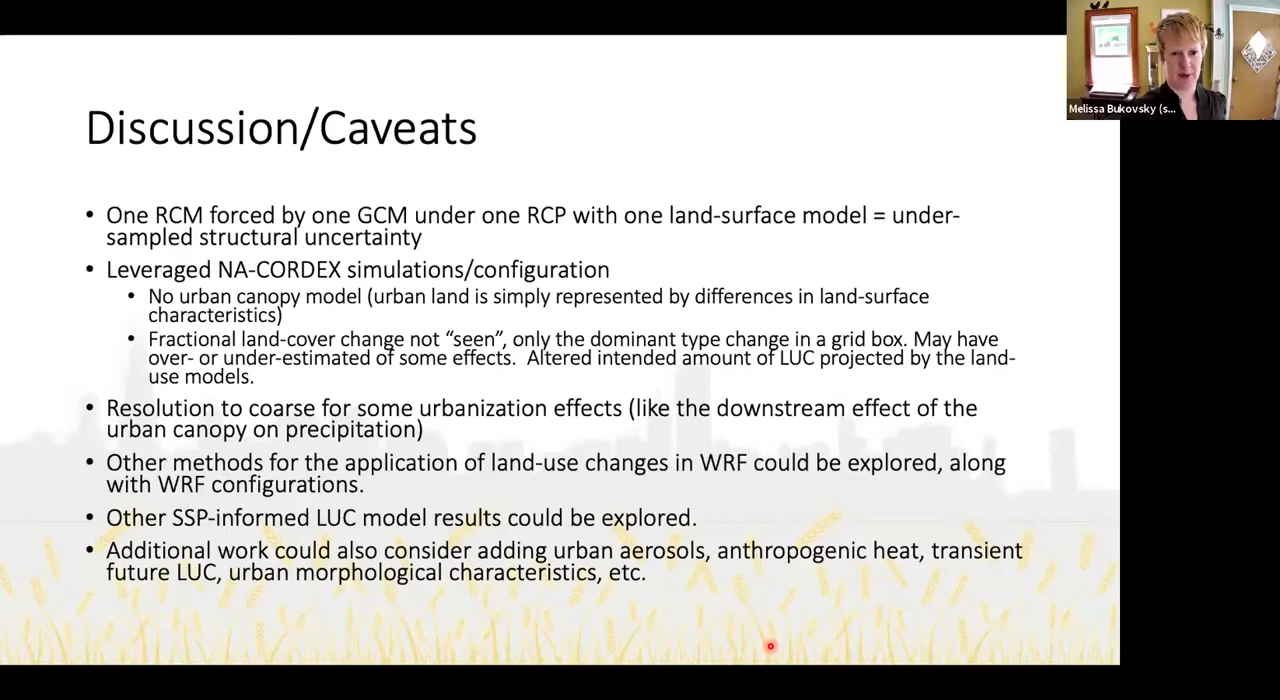 Melissa Bukovsky (s...
Discussion/Caveats
• One RCM forced by one GCM under one RCP with one land-surface model = under-
sampled structural uncertainty
• Leveraged NA-CORDEX simulations/configuration
• No urban canopy model (urban land is simply represented by differences in land-surface
characteristics)
• Fractional land-cover change not “seen”, only the dominant type change in a grid box. May have
over- or under-estimated of some effects. Altered intended amount of LUC projected by the land-
use models.
• Resolution to coarse for some urbanization effects (like the downstream effect of the
urban canopy on precipitation)
• Other methods for the application of land-use changes in WRF could be explored, along
with WRF configurations.
• Other SSP-informed LUC model results could be explored.
• Additional work could also consider adding urban aerosols, anthropogenic heat, transient
future LUC, urban morphological characteristics, etc.